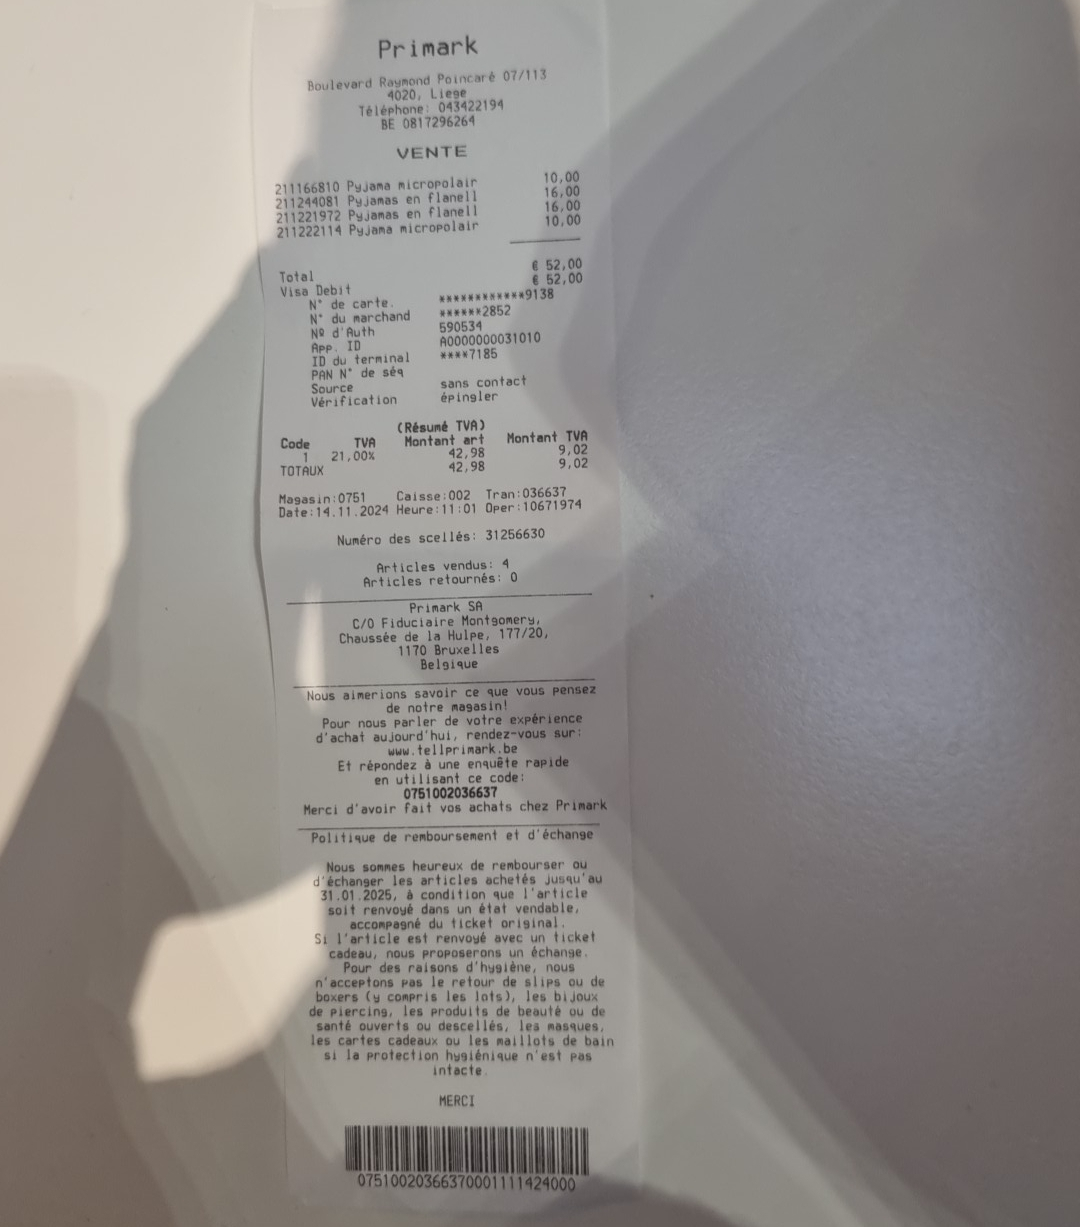 Primark
Boulevard Raymond Poincaré 07/113
4020, Liege
Téléphone: 043422194
BE 0817296264
VENTE
211166810 Pyjama micropolair 10,00
211244081 Pyjamas en flanell 16,00
211221972 Pyjamas en flanell 16,00
211222114 Pyjama micropolair 10,00
Total € 52,00
Visa Debit € 52,00
N° de carte. ************9138
N° du marchand ******2852
Nº d'Auth 590534
App. ID A0000000031010
ID du terminal ****7185
PAN N° de séq
Source sans contact
Vérification épingler
(Résumé TVA)
Code TVA Montant art Montant TVA
1 21,00% 42,98 9,02
TOTAUX 42,98 9,02
Magasin:0751 Caisse:002 Tran:036637
Date:14.11.2024 Heure:11:01 Oper:10671974
Numéro des scellés: 31256630
Articles vendus: 4
Articles retournés: 0
Primark SA
C/O Fiduciaire Montgomery,
Chaussée de la Hulpe, 177/20,
1170 Bruxelles
Belgique
Nous aimerions savoir ce que vous pensez
de notre magasin!
Pour nous parler de votre expérience
d'achat aujourd'hui, rendez-vous sur:
www.tellprimark.be
Et répondez à une enquête rapide
en utilisant ce code:
0751002036637
Merci d'avoir fait vos achats chez Primark
Politique de remboursement et d'échange
Nous sommes heureux de rembourser ou
d'échanger les articles achetés jusqu'au
31.01.2025, à condition que l'article
soit renvoyé dans un état vendable,
accompagné du ticket original.
Si l'article est renvoyé avec un ticket
cadeau, nous proposerons un échange.
Pour des raisons d'hygiène, nous
n'acceptons pas le retour de slips ou de
boxers (y compris les lots), les bijoux
de piercing, les produits de beauté ou de
santé ouverts ou descellés, les masques,
les cartes cadeaux ou les maillots de bain
si la protection hygiénique n'est pas
intacte.
MERCI
07510020366370001111424000